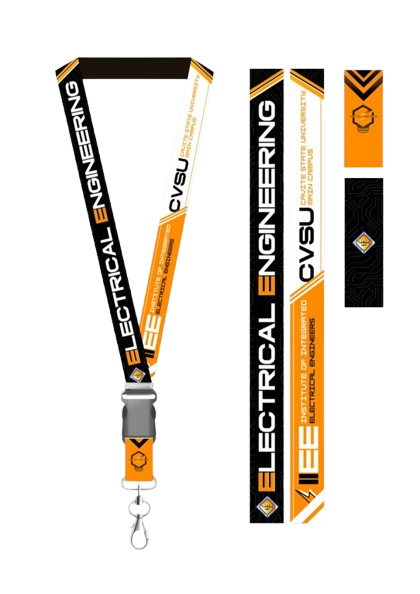 ELECTRICAL ENGINEERING
CVSU
CAVITE STATE UNIVERSITY
MAIN CAMPUS
IIEE
INSTITUTE OF INTEGRATED
ELECTRICAL ENGINEERS
ELECTRICAL ENGINEERING
CVSU
CAVITE STATE UNIVERSITY
MAIN CAMPUS
IIEE
INSTITUTE OF INTEGRATED
ELECTRICAL ENGINEERS